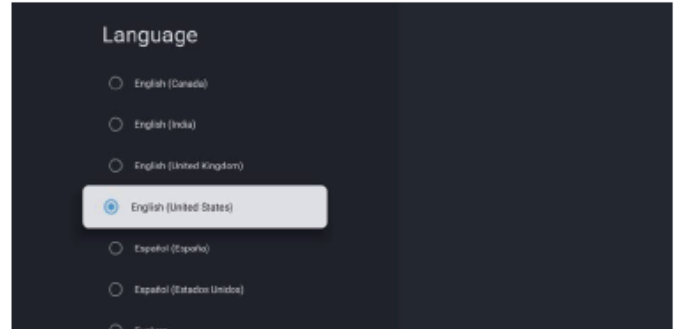 Language
English (Canada)
English (India)
English (United Kingdom)
English (United States)
Español (España)
Español (Estados Unidos)